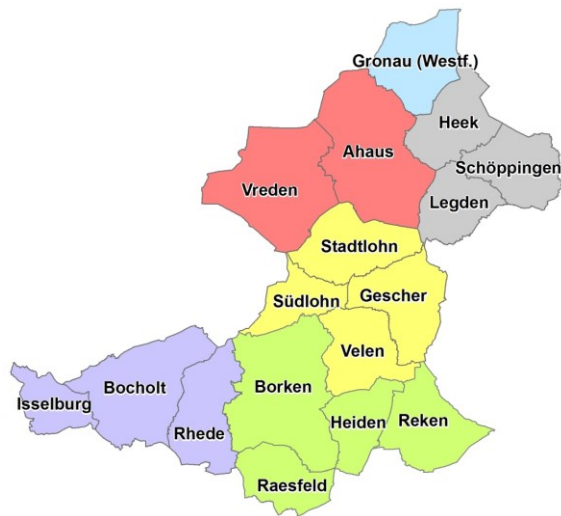 Gronau (Westf.)
Heek
Ahaus
Schöppingen
Vreden
Legden
Stadtlohn
Südlohn
Gescher
Velen
Bocholt
Borken
Isselburg
Rhede
Heiden
Reken
Raesfeld